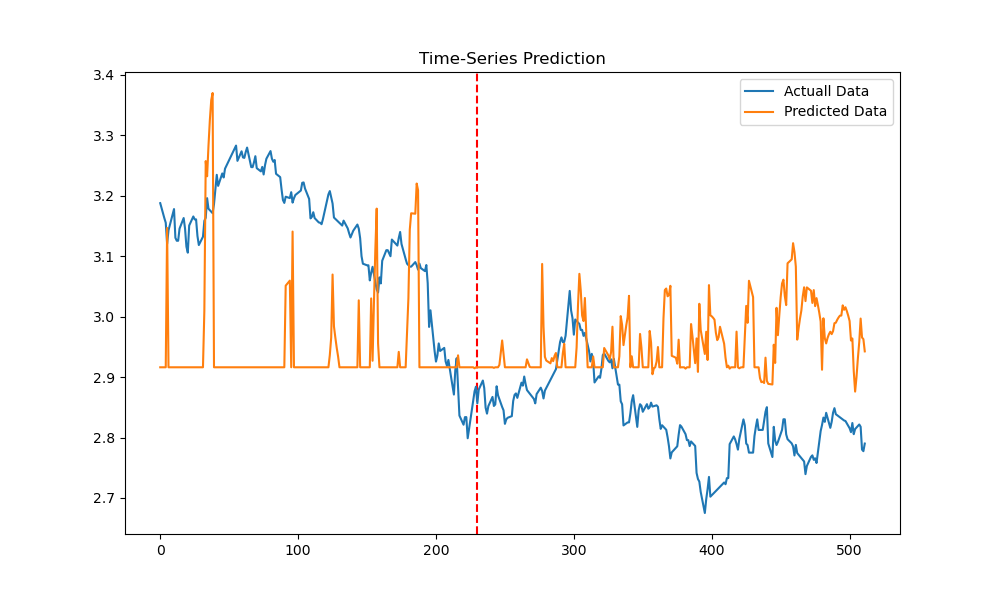 Time-Series Prediction
Actuall Data
Predicted Data
3.4
3.3
3.2
3.1
3.0
2.9
2.8
2.7
0 100 200 300 400 500